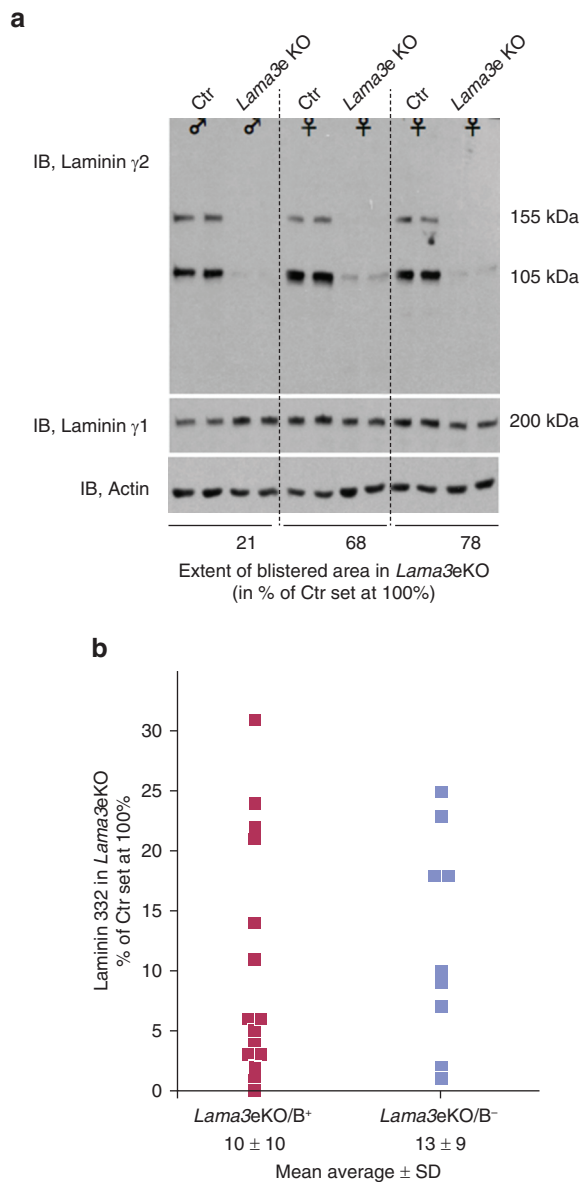 a
Ctr Lama3e KO Ctr Lama3e KO Ctr Lama3e KO
♂ ♂ ♀ ♀ ♀ ♀
IB, Laminin γ2
155 kDa
105 kDa
IB, Laminin γ1 200 kDa
IB, Actin
21 68 78
Extent of blistered area in Lama3eKO
(in % of Ctr set at 100%)
b
Laminin 332 in Lama3eKO
% of Ctr set at 100%
30
25
20
15
10
5
0
Lama3eKO/B⁺ Lama3eKO/B⁻
10 ± 10 13 ± 9
Mean average ± SD